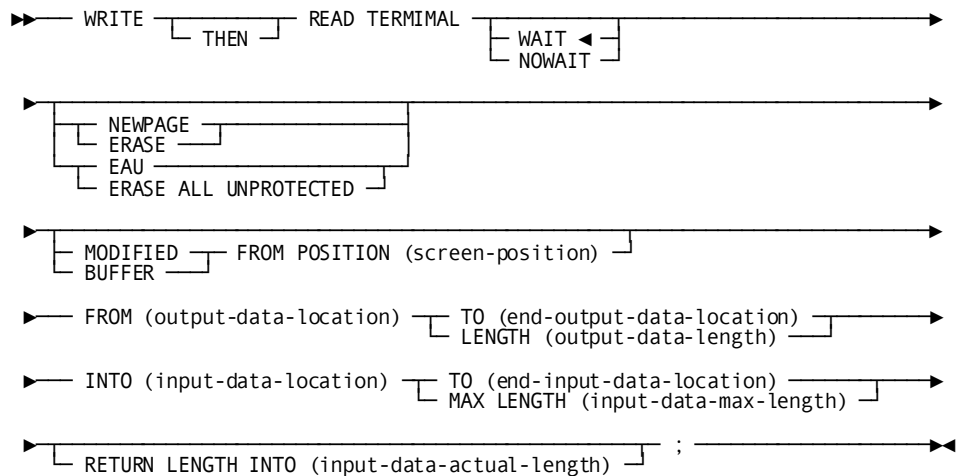 WRITE THEN READ TERMIMAL WAIT ◄
NOWAIT
NEWPAGE
ERASE
EAU
ERASE ALL UNPROTECTED
MODIFIED FROM POSITION (screen-position)
BUFFER
FROM (output-data-location) TO (end-output-data-location)
LENGTH (output-data-length)
INTO (input-data-location) TO (end-input-data-location)
MAX LENGTH (input-data-max-length)
;
RETURN LENGTH INTO (input-data-actual-length)